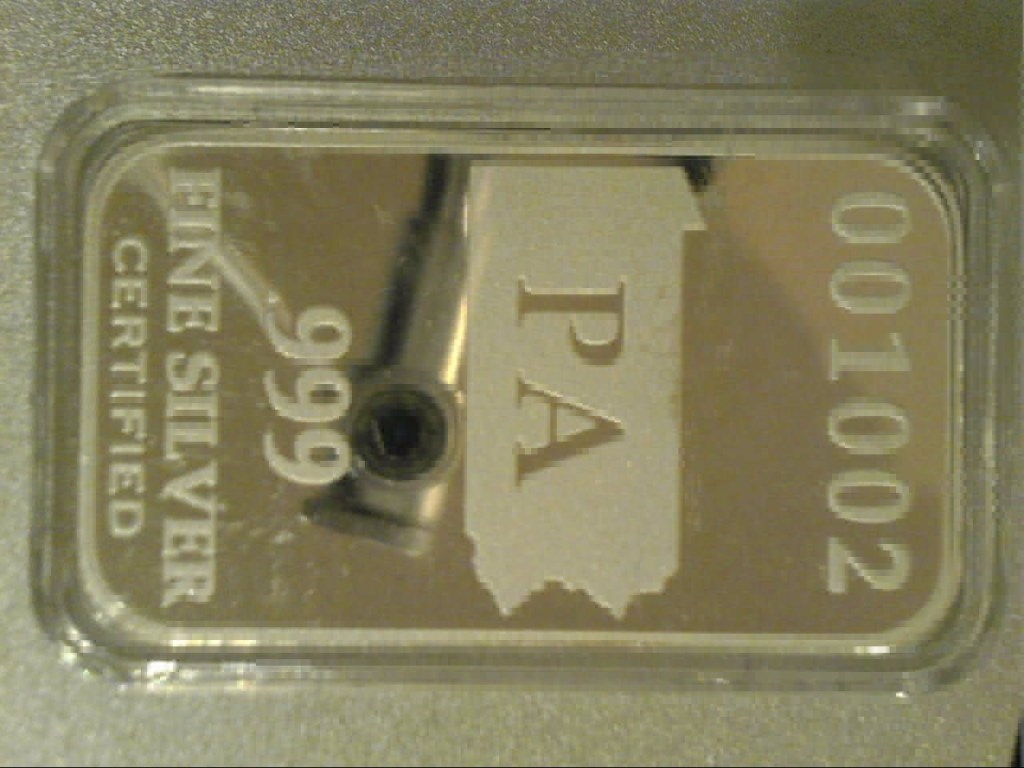 001002
PA
999
FINE SILVER
CERTIFIED